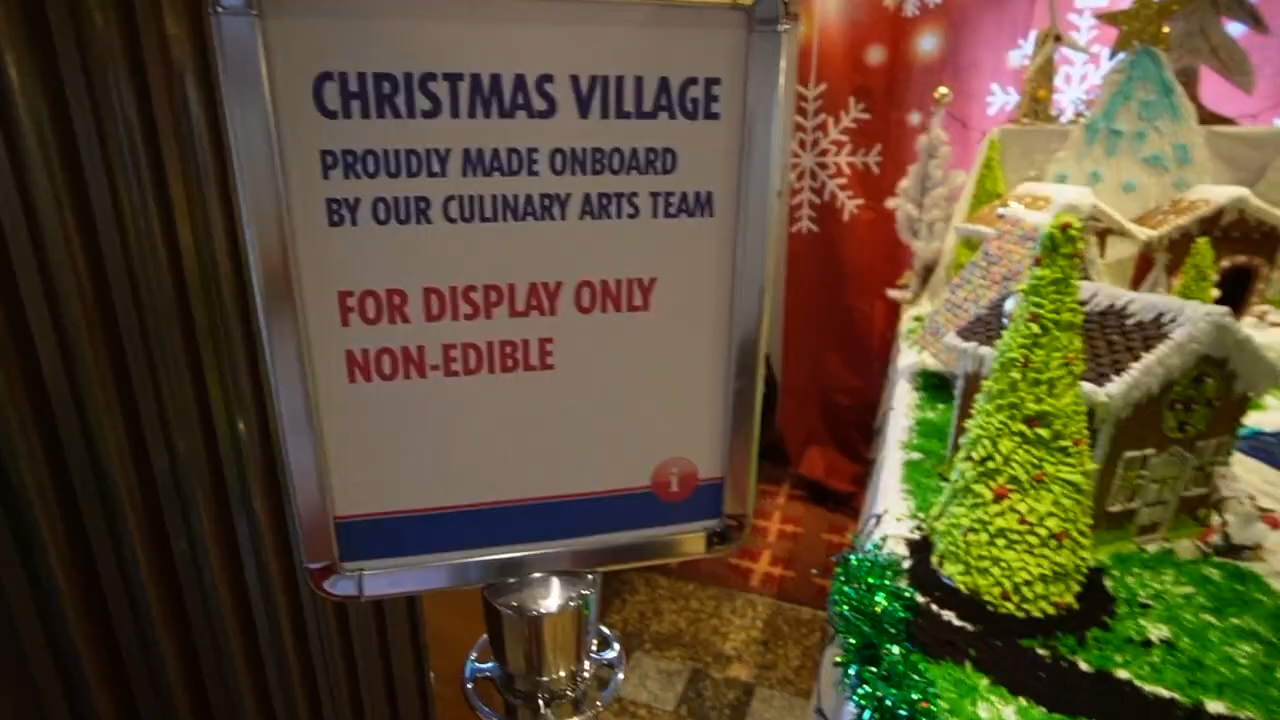 CHRISTMAS VILLAGE
PROUDLY MADE ONBOARD
BY OUR CULINARY ARTS TEAM
FOR DISPLAY ONLY
NON-EDIBLE
i